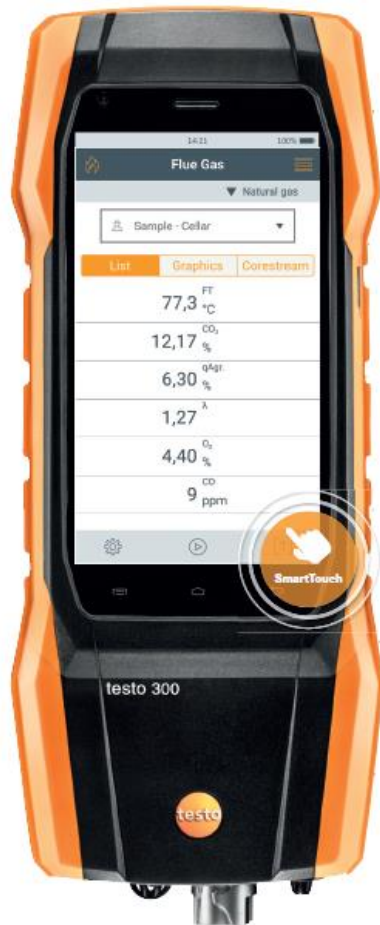 14:21 100%
Flue Gas
▼ Natural gas
Sample - Cellar ▼
List Graphics Corestream
77,3 FT °C
12,17 CO₂ %
6,30 qAgr. %
1,27 λ
4,40 O₂ %
9 CO ppm
SmartTouch
testo 300
testo